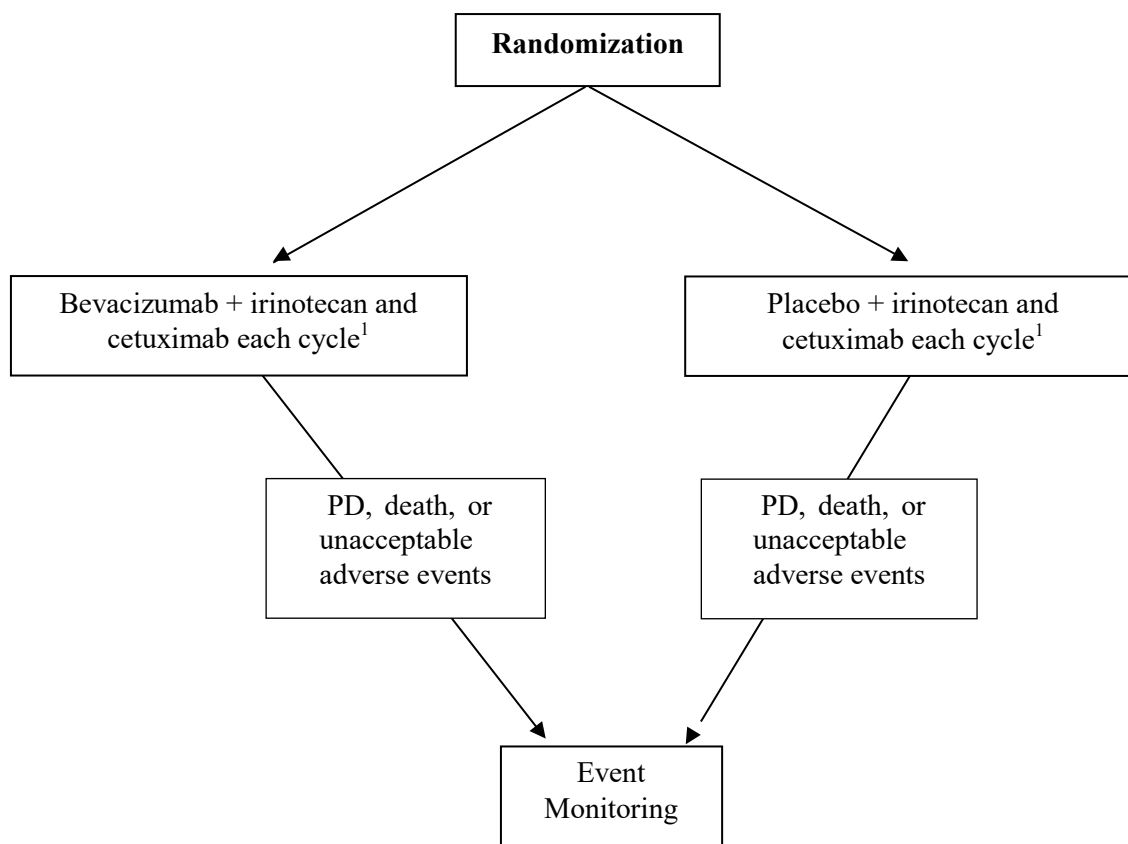 Randomization
Bevacizumab + irinotecan and
cetuximab each cycle¹
Placebo + irinotecan and
cetuximab each cycle¹
PD, death, or
unacceptable
adverse events
PD, death, or
unacceptable
adverse events
Event
Monitoring